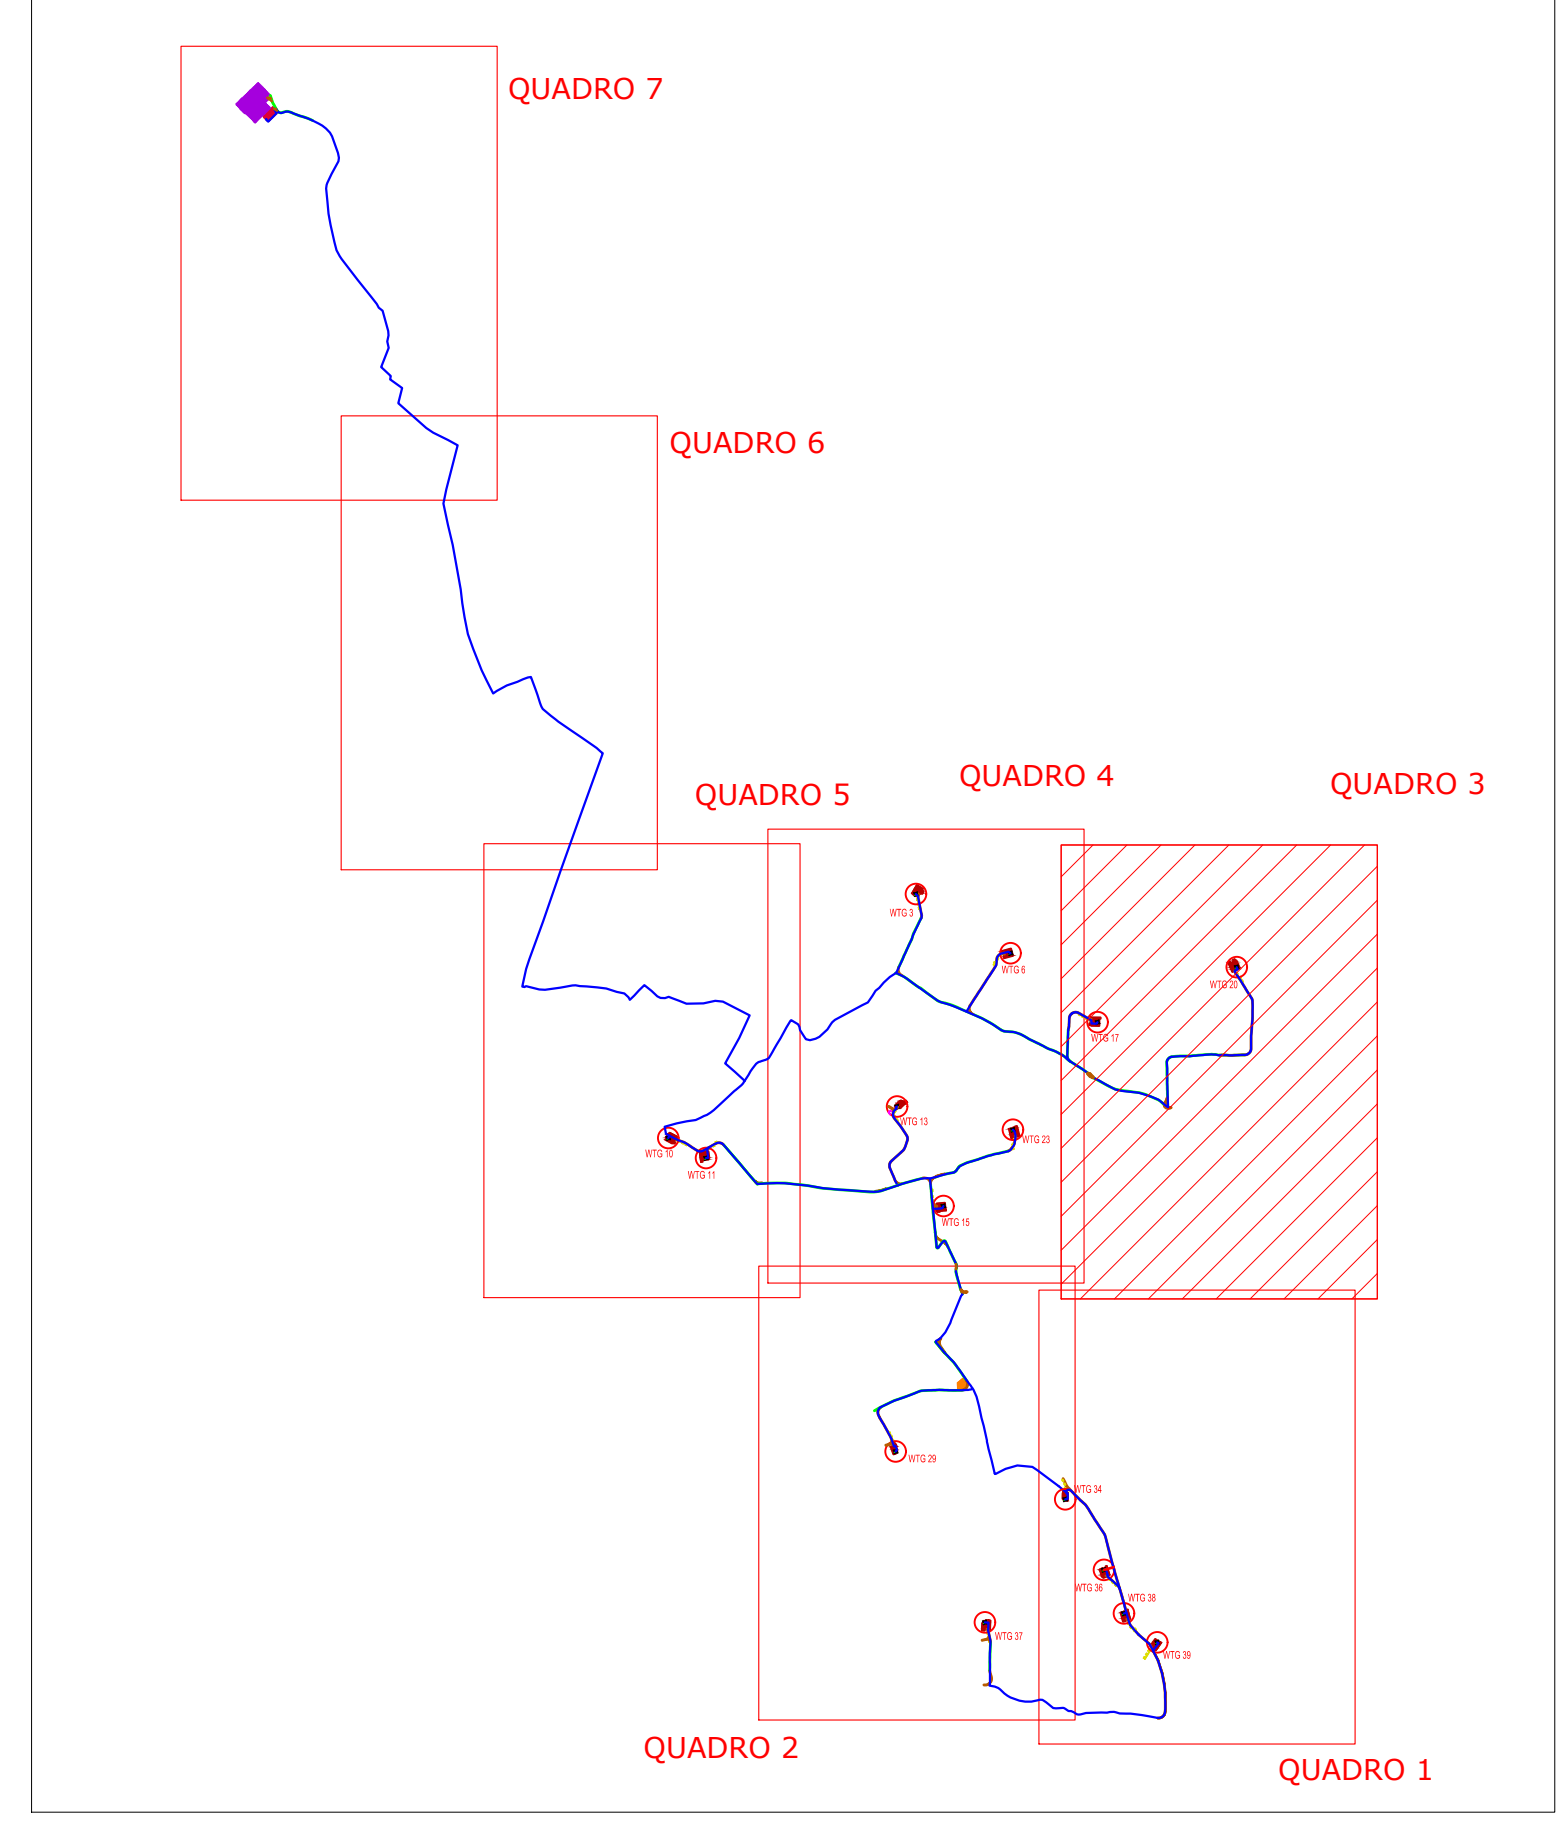 QUADRO 7
QUADRO 6
QUADRO 4
QUADRO 3
QUADRO 5
WTG 3
WTG 6
WTG 20
WTG 17
WTG 13
WTG 23
WTG 10
WTG 11
WTG 15
WTG 29
WTG 34
WTG 36
WTG 38
WTG 37
WTG 39
QUADRO 2
QUADRO 1